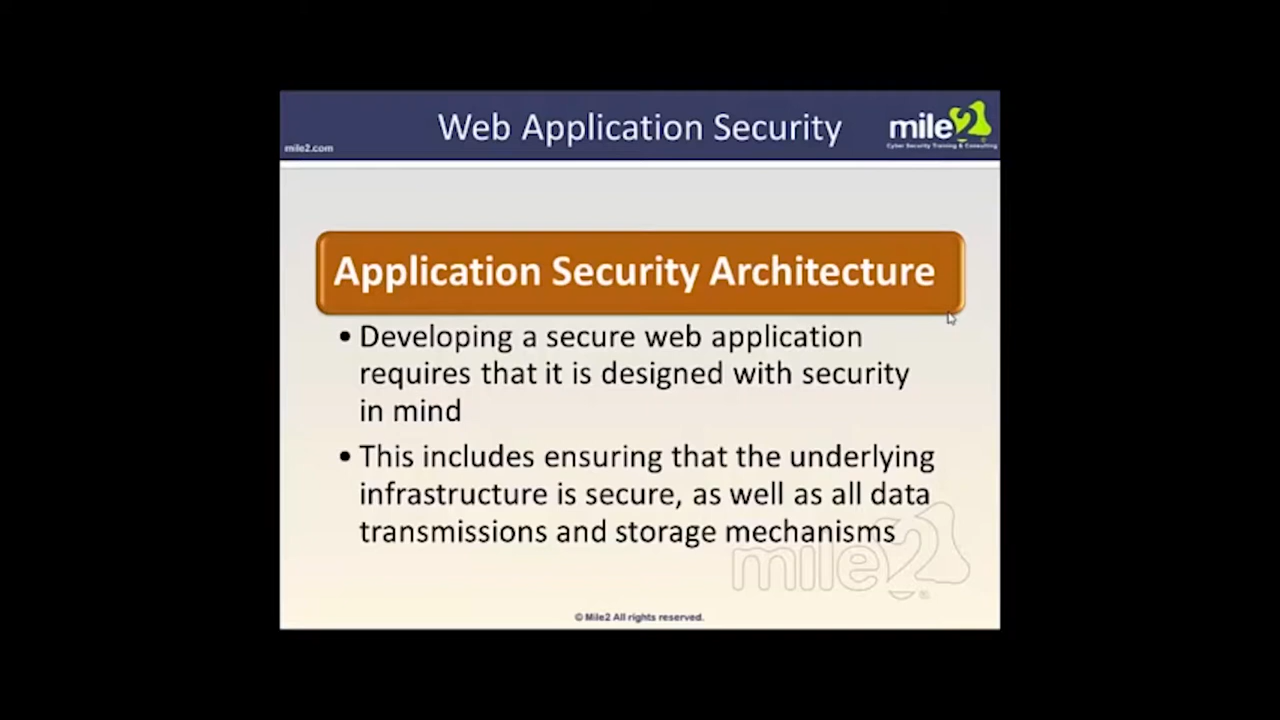 Web Application Security
mile2
Cyber Security Training & Consulting
mile2.com
Application Security Architecture
• Developing a secure web application
requires that it is designed with security
in mind
• This includes ensuring that the underlying
infrastructure is secure, as well as all data
transmissions and storage mechanisms
mile2
®
© Mile2 All rights reserved.